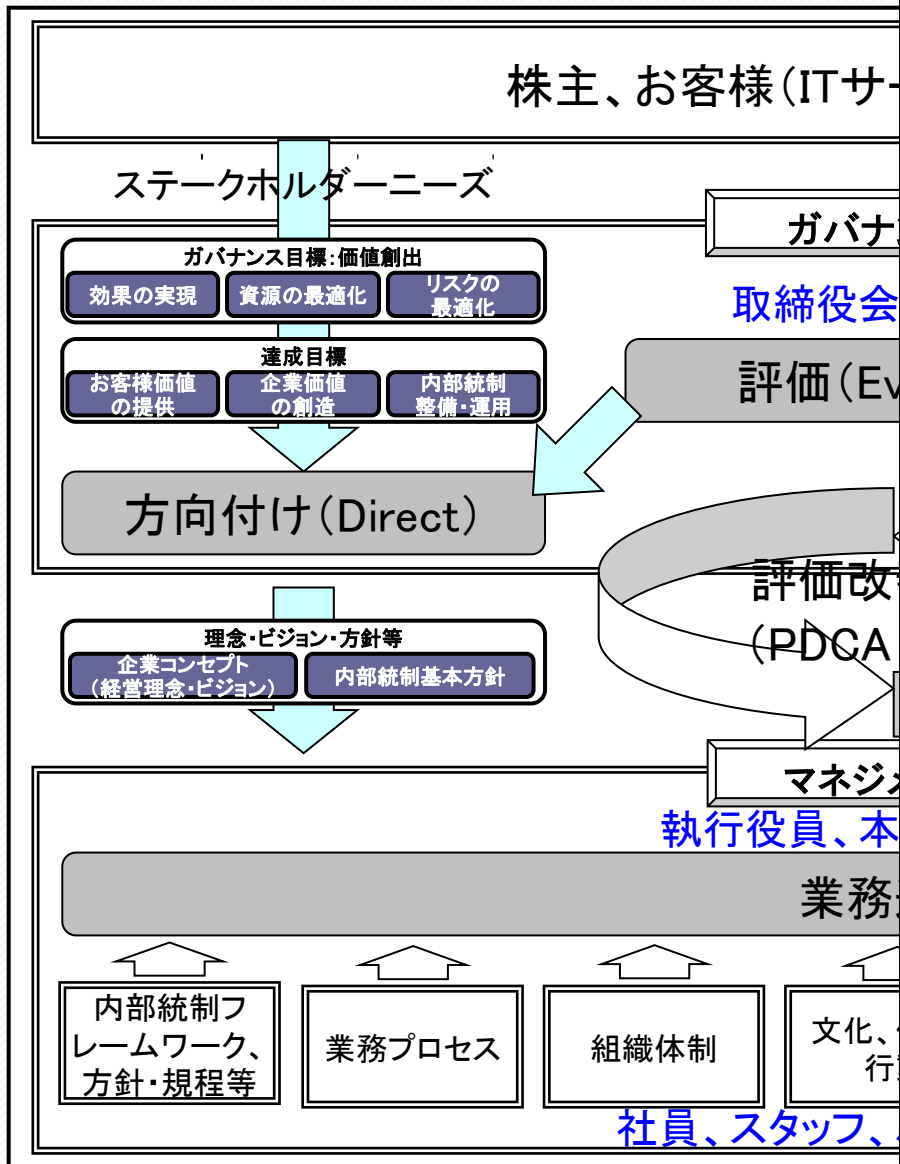 株主、お客様(ITサー
ステークホルダーニーズ
ガバナ
ガバナンス目標:価値創出
効果の実現
資源の最適化
リスクの
最適化
取締役会
達成目標
お客様価値
の提供
企業価値
の創造
内部統制
整備・運用
評価(Ev
方向付け(Direct)
評価改
(PDCA
理念・ビジョン・方針等
企業コンセプト
(経営理念・ビジョン)
内部統制基本方針
マネジ
執行役員、本
業務
内部統制フ
レームワーク、
方針・規程等
業務プロセス
組織体制
文化、
行
社員、スタッフ、